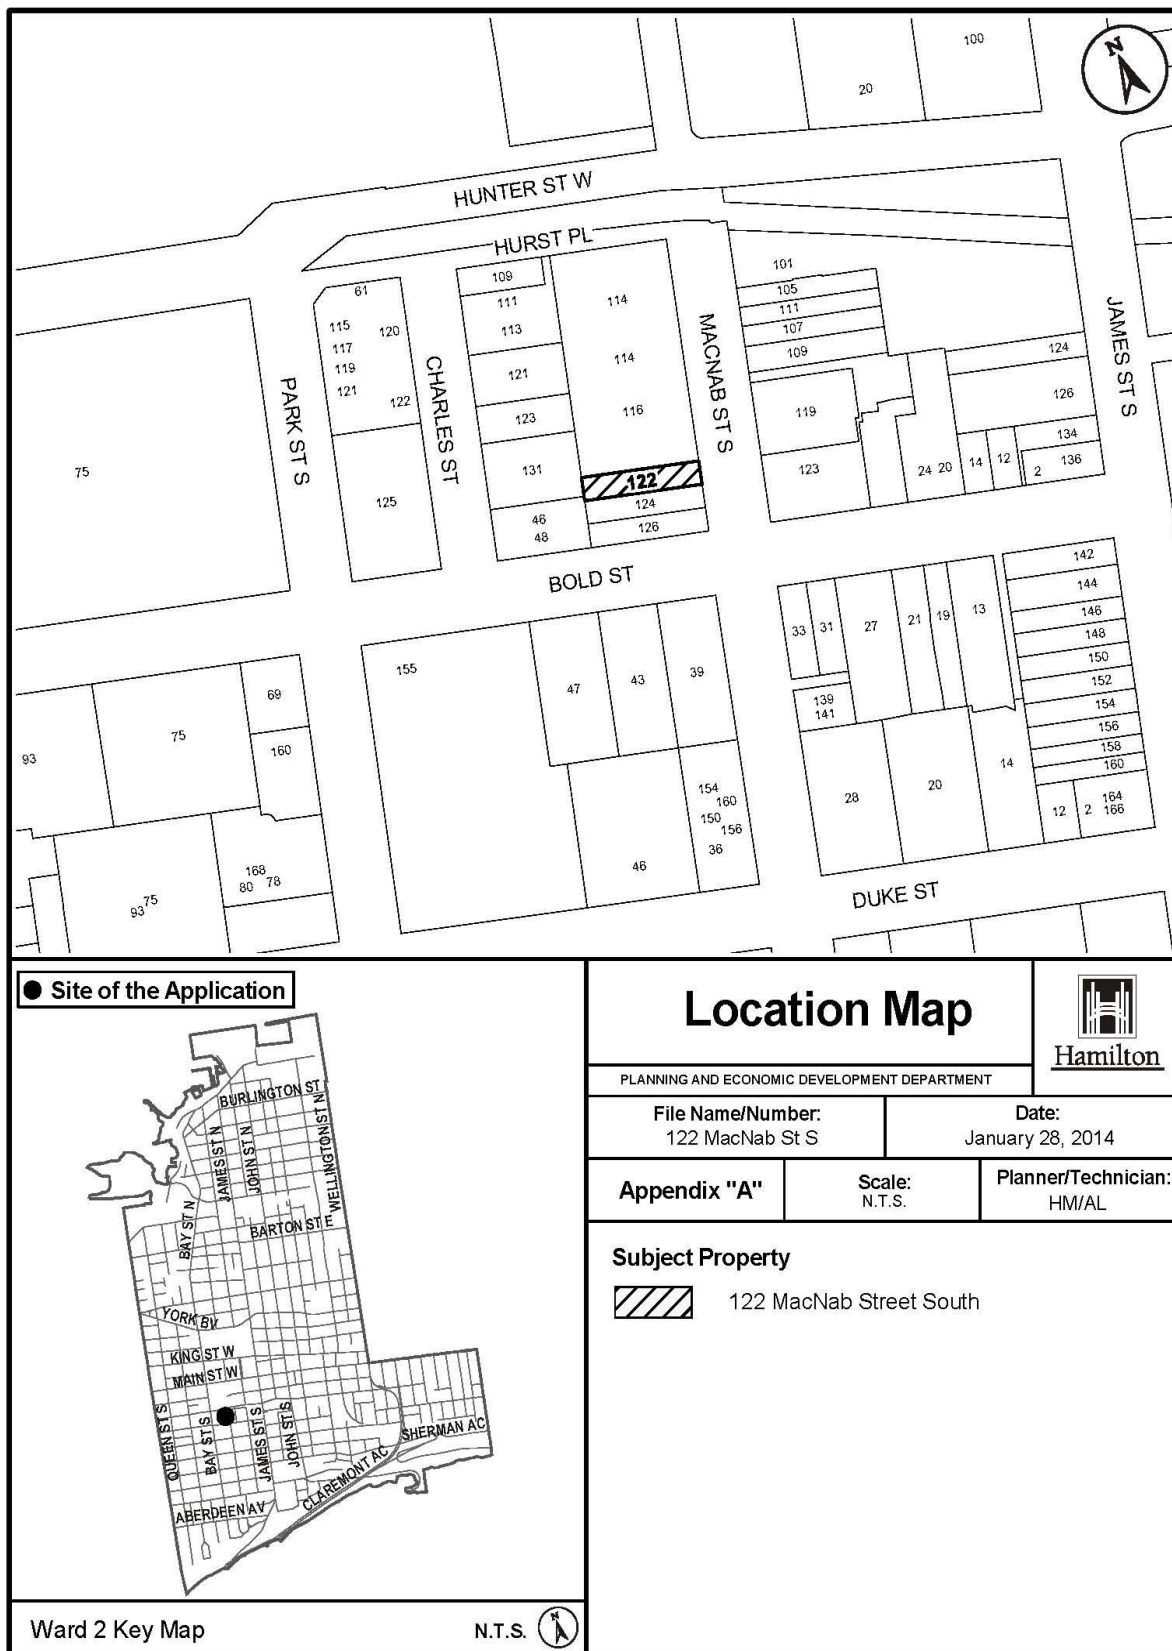 N
100
20
HUNTER ST W
HURST PL
101
109
61
105
114
111
111
JAMES ST S
115
120
113
107
MACNAB ST S
117
124
109
CHARLES ST
114
119
121
PARK ST S
121
126
122
116
119
123
134
75
131
123
24 20
14
12
136
2
122
125
124
46
48
126
BOLD ST
142
144
33
31
27
21
19
13
146
148
155
150
69
47
43
39
152
139
141
154
75
156
93
160
158
14
160
154
160
28
20
164
150
12
2
166
156
36
168
46
80
78
DUKE ST
75
93
Site of the Application
BURLINGTON ST
JAMES ST N
JOHN ST N
WELLINGTON ST N
BAY ST N
BARTON ST E
YORK BV
KING ST W
MAIN ST W
QUEEN ST S
BAY ST S
JAMES ST S
JOHN ST S
SHERMAN AC
CLAREMONT AC
ABERDEEN AV
Ward 2 Key Map
N.T.S.
N
Location Map
Hamilton
PLANNING AND ECONOMIC DEVELOPMENT DEPARTMENT
File Name/Number:
122 MacNab St S
Date:
January 28, 2014
Appendix "A"
Scale:
N.T.S.
Planner/Technician:
HM/AL
Subject Property
122 MacNab Street South